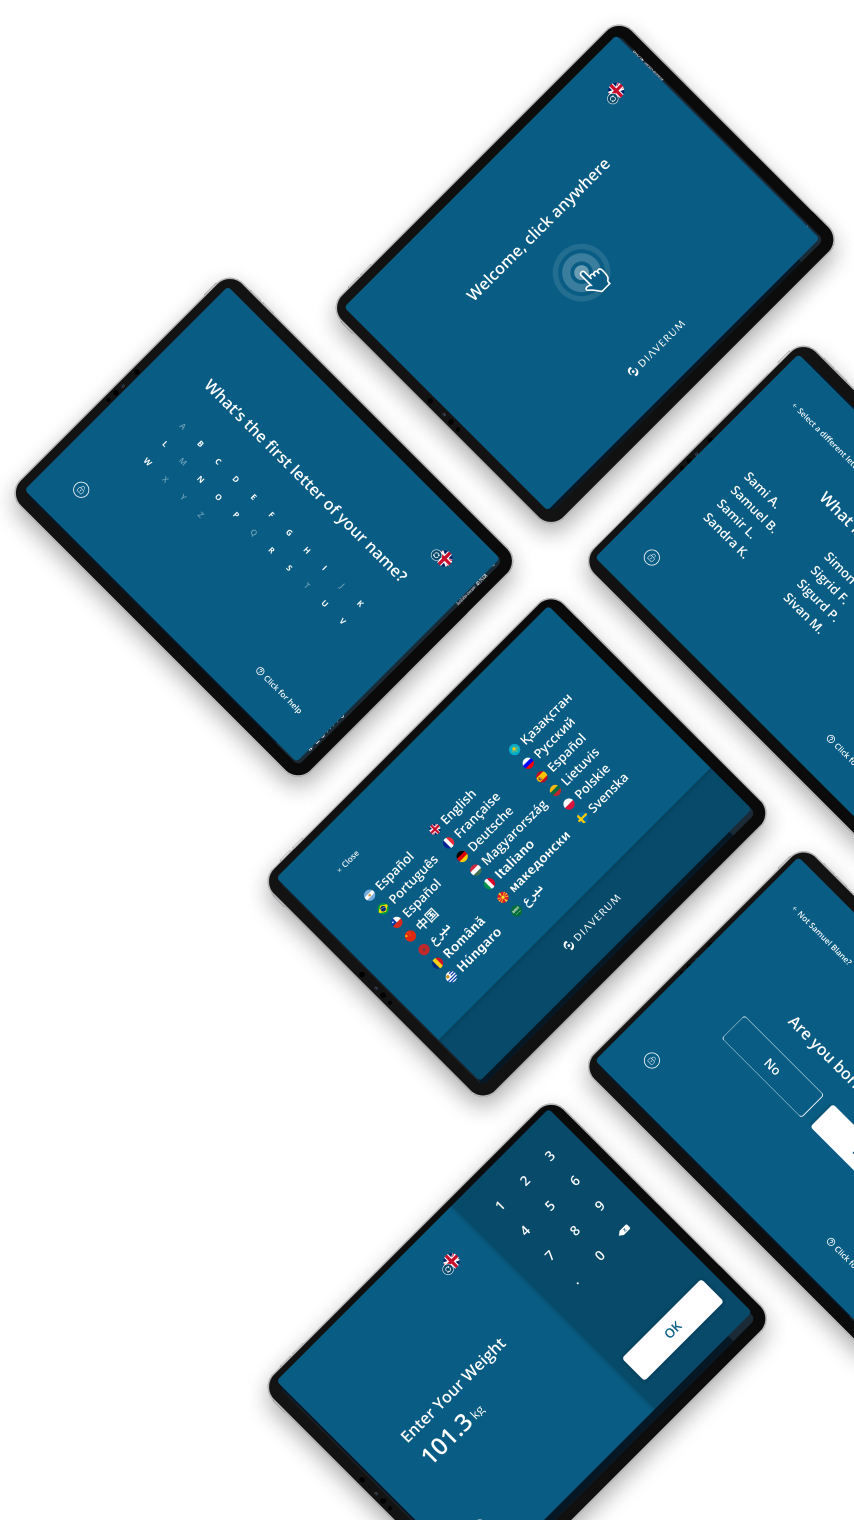 Welcome, click anywhere
DIAVERUM
What's the first letter of your name?
A B C D E F G H I J K
L M N O P Q R S T U V
W X Y Z
Click for help
← Select a different
What
Sami A.
Samuel B.
Samir L.
Sandra K.
Simon
Sigrid F.
Sigurd P.
Sivan M.
Click
× Close
Español
Português
Español
中国
عربي
Română
Húngaro
English
Française
Deutsche
Magyarország
Italiano
македонски
عربي
Қазақстан
Русский
Español
Lietuvis
Polskie
Svenska
DIAVERUM
← Not Samuel Blane?
Are you
No
Click
Enter Your Weight
101.3 kg
1 2 3
4 5 6
7 8 9
. 0
OK